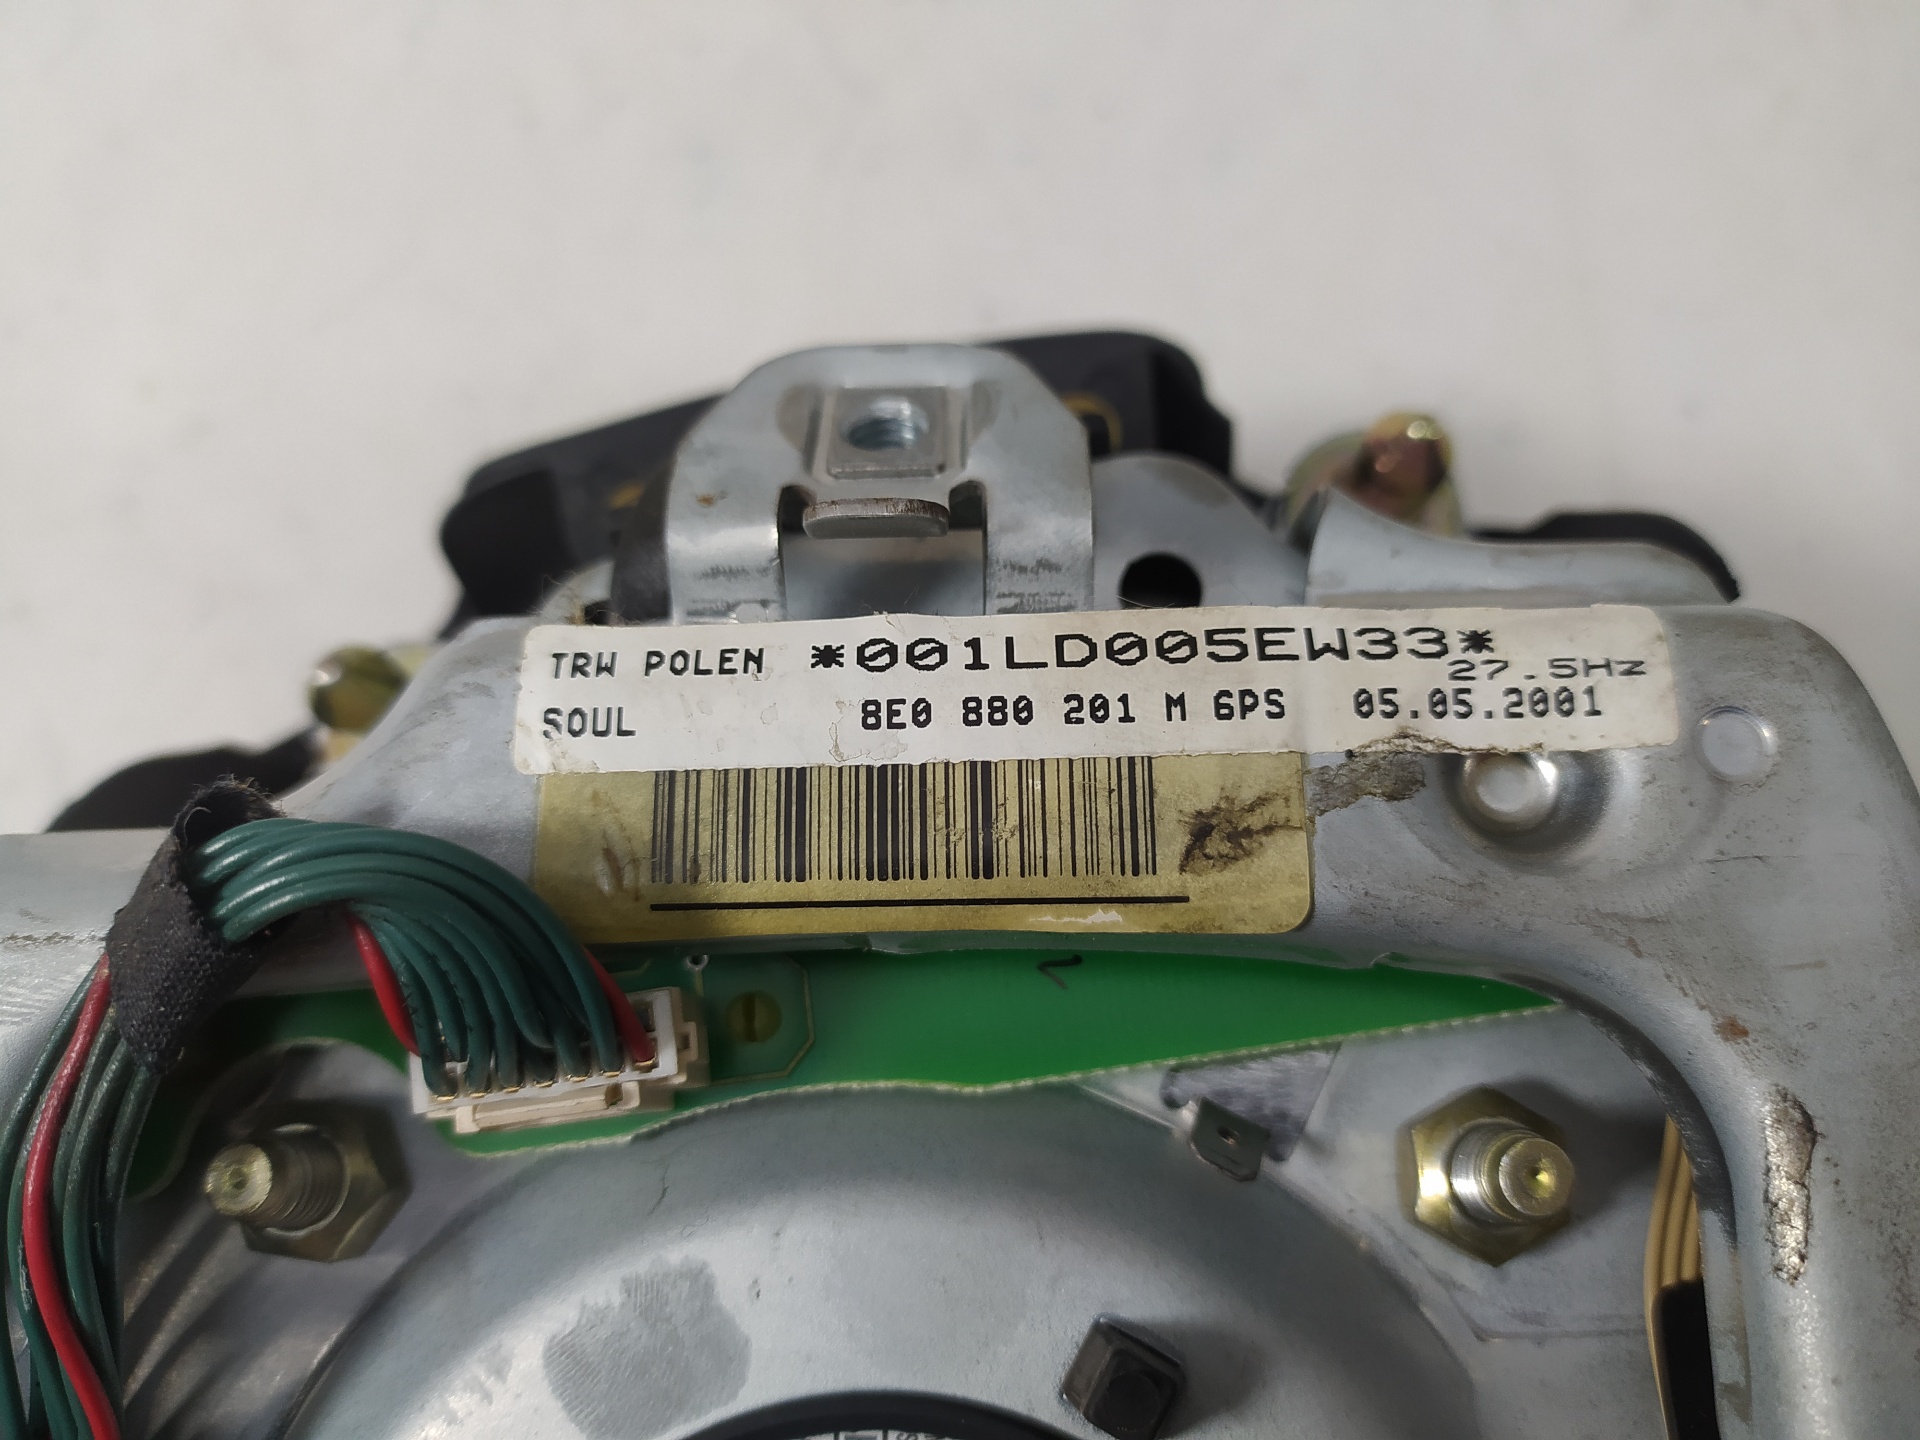 TRW POLEN *001LD005EW33*
27.5Hz
SOUL 8E0 880 201 M 6PS 05.05.2001